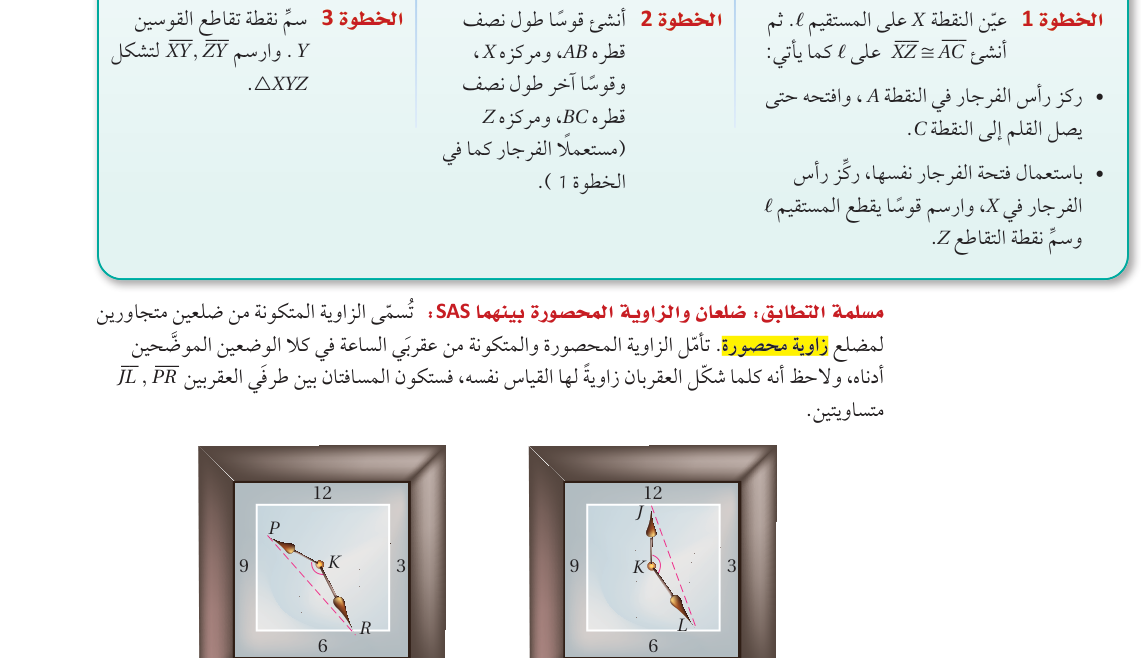 الخطوة 1 عيّن النقطة X على المستقيم ℓ. ثم
أنشئ XZ ≅ AC على ℓ كما يأتي:
• ركز رأس الفرجار في النقطة A ، وافتحه حتى
يصل القلم إلى النقطة C.
• باستعمال فتحة الفرجار نفسها، ركِّز رأس
الفرجار في X، وارسم قوسًا يقطع المستقيم ℓ
وسمِّ نقطة التقاطع Z.
الخطوة 2 أنشئ قوسًا طول نصف
قطره AB، ومركزه X ،
وقوسًا آخر طول نصف
قطره BC، ومركزه Z
(مستعملًا الفرجار كما في
الخطوة 1 ).
الخطوة 3 سمِّ نقطة تقاطع القوسين
Y . وارسم XY, ZY لتشكل
△XYZ.
مسلمة التطابق: ضلعان والزاوية المحصورة بينهما SAS: تُسمّى الزاوية المتكونة من ضلعين متجاورين
لمضلع زاوية محصورة. تأمّل الزاوية المحصورة والمتكونة من عقربَي الساعة في كلا الوضعين الموضَّحين
أدناه، ولاحظ أنه كلما شكّل العقربان زاويةً لها القياس نفسه، فستكون المسافتان بين طرفَي العقربين JL , PR
متساويتين.
12
J
9
K
3
L
6
12
P
9
K
3
R
6